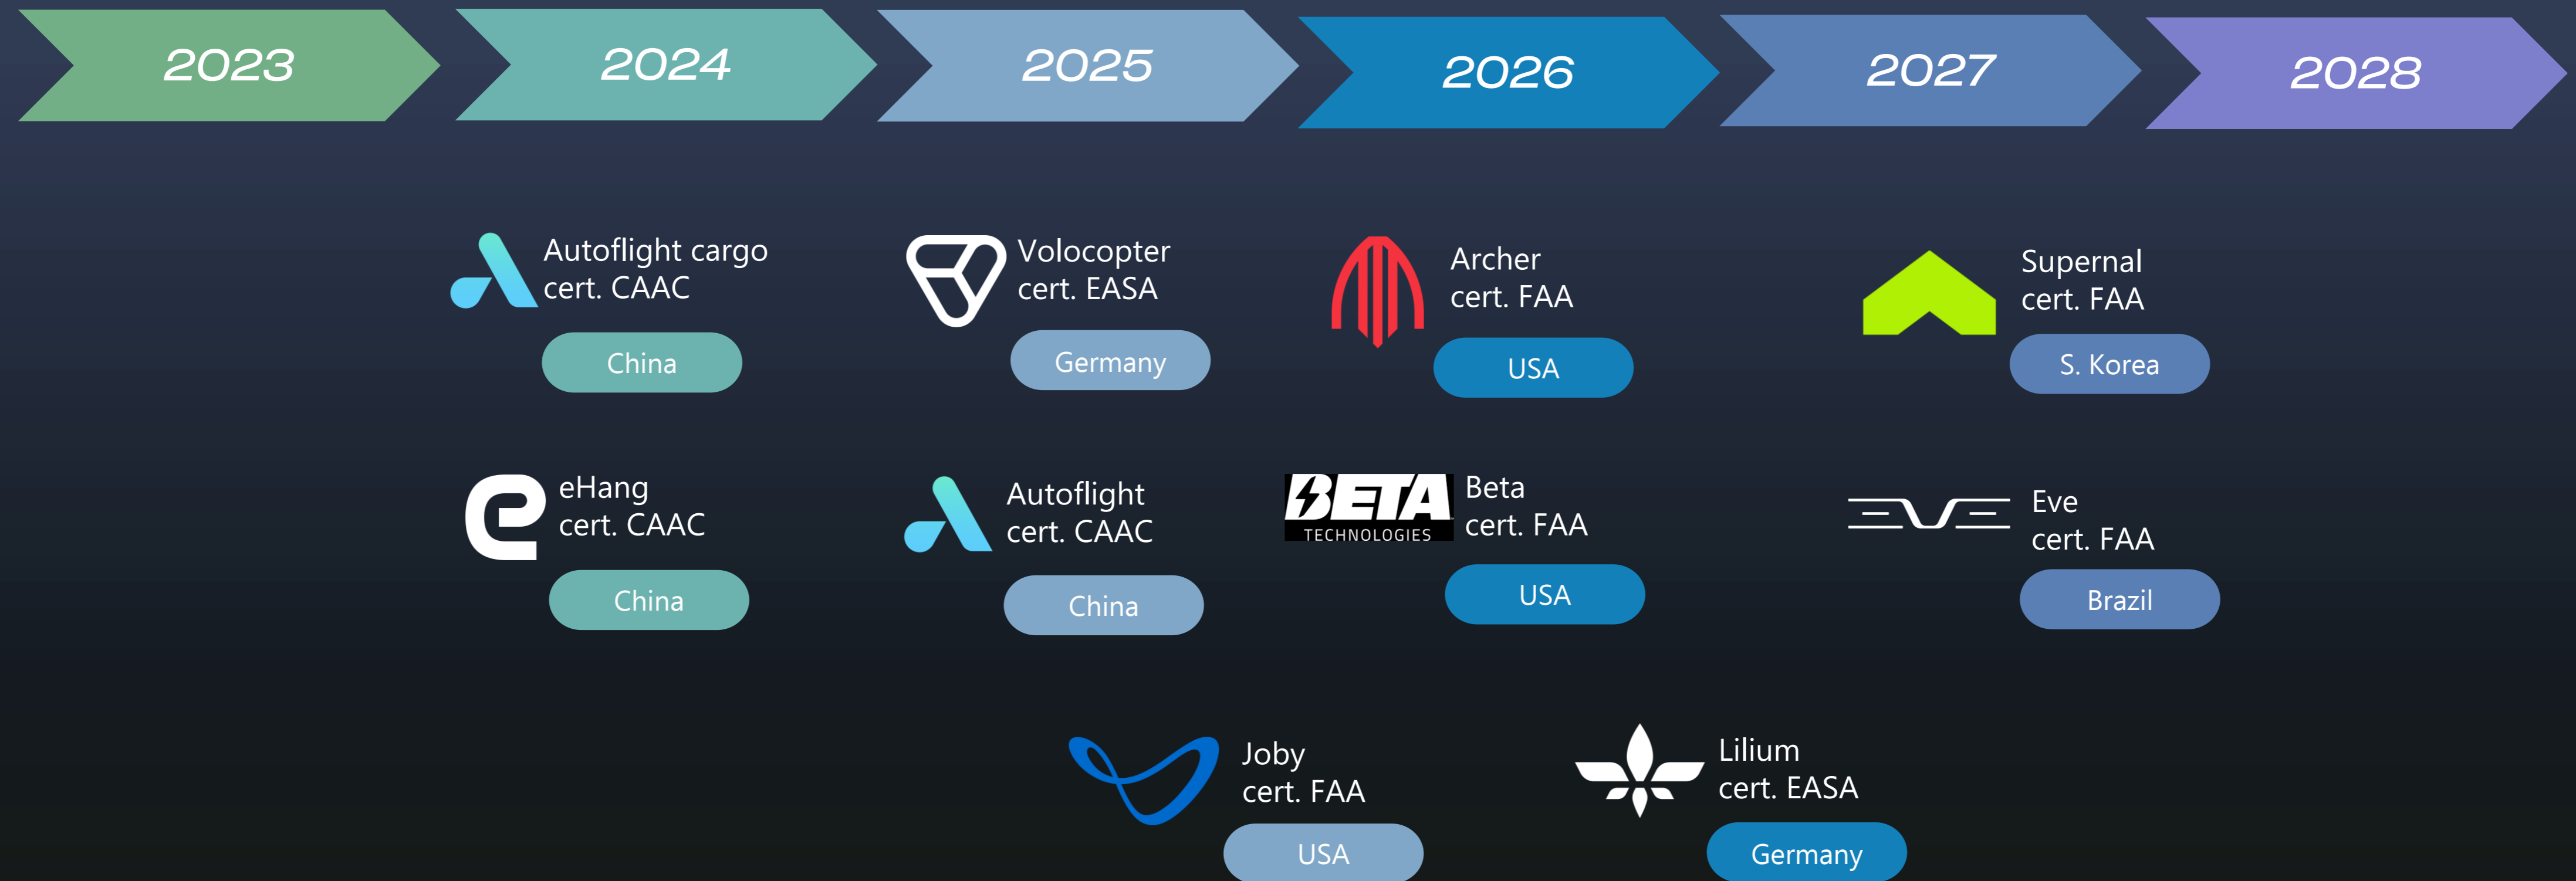 2023
2024
2025
2026
2027
2028
Autoflight cargo
cert. CAAC
China
Volocopter
cert. EASA
Germany
Archer
cert. FAA
USA
Supernal
cert. FAA
S. Korea
eHang
cert. CAAC
China
Autoflight
cert. CAAC
China
BETA
TECHNOLOGIES
Beta
cert. FAA
USA
EVE
Eve
cert. FAA
Brazil
Joby
cert. FAA
USA
Lilium
cert. EASA
Germany